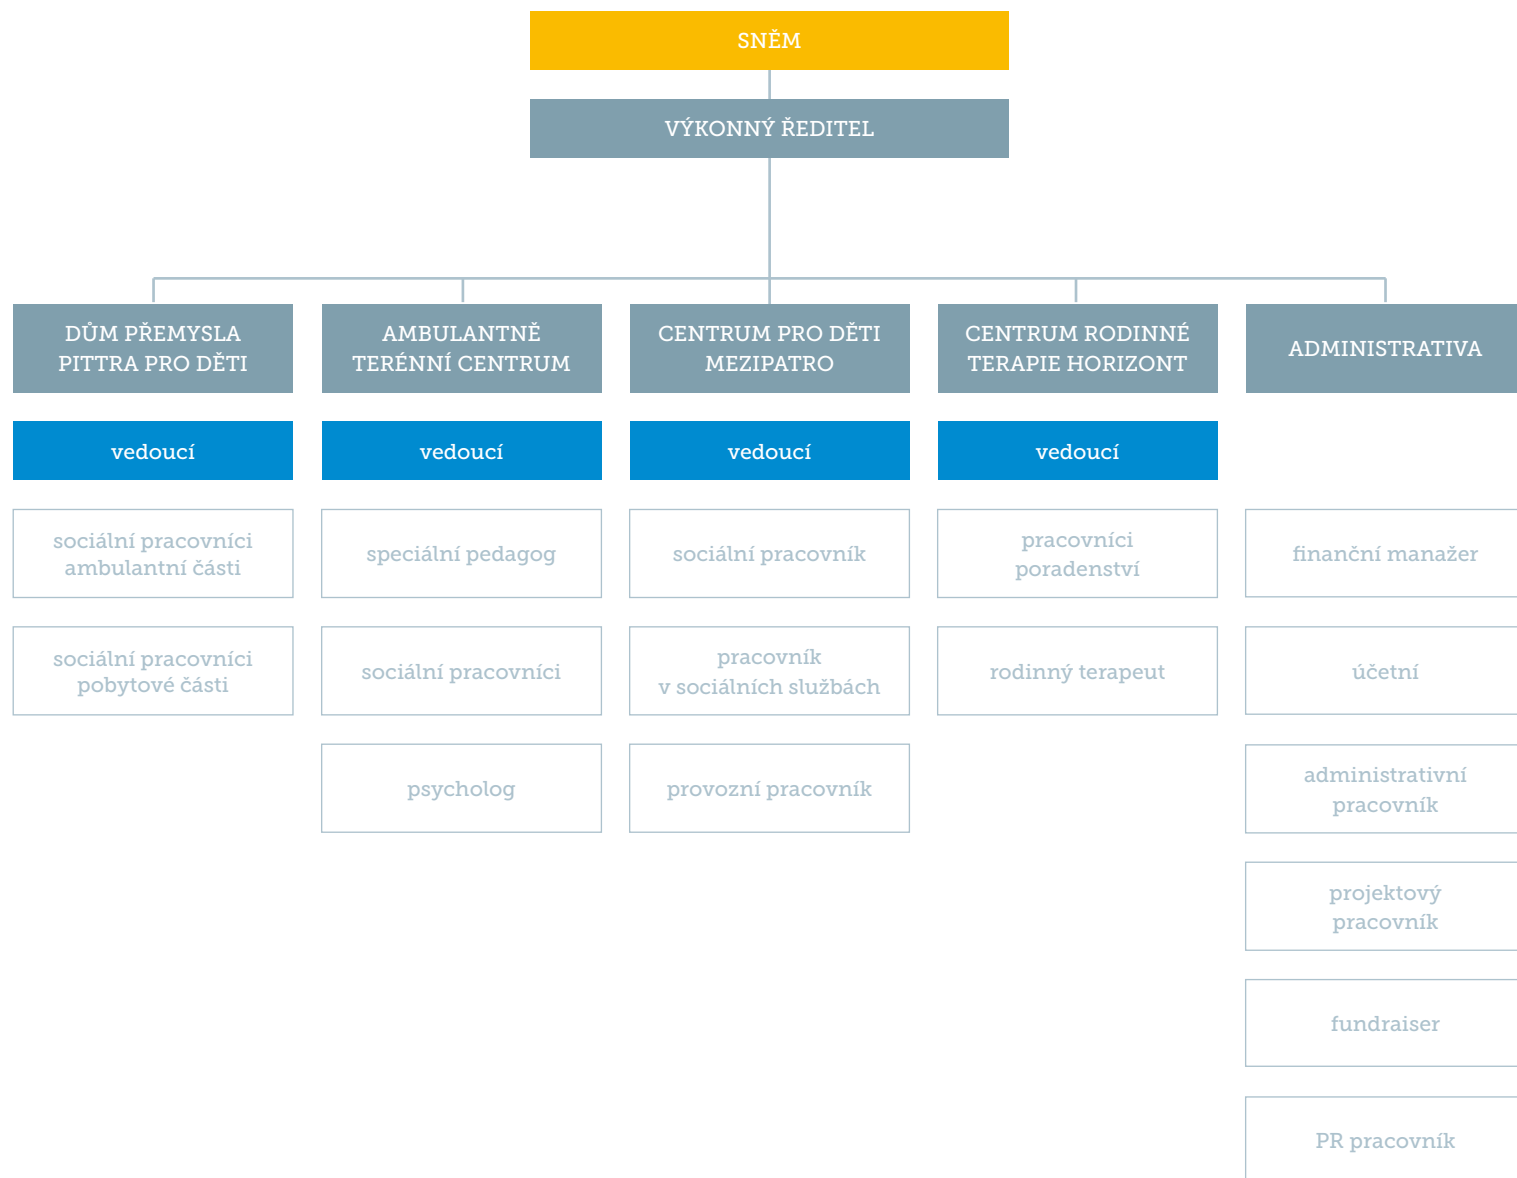 SNĚM
VÝKONNÝ ŘEDITEL
DŮM PŘEMYSLA
PITTRA PRO DĚTI
AMBULANTNĚ
TERÉNNÍ CENTRUM
CENTRUM PRO DĚTI
MEZIPATRO
CENTRUM RODINNÉ
TERAPIE HORIZONT
ADMINISTRATIVA
vedoucí
vedoucí
vedoucí
vedoucí
sociální pracovníci
ambulantní části
speciální pedagog
sociální pracovník
pracovníci
poradenství
finanční manažer
sociální pracovníci
pobytové části
sociální pracovníci
pracovník
v sociálních službách
rodinný terapeut
účetní
psycholog
provozní pracovník
administrativní
pracovník
projektový
pracovník
fundraiser
PR pracovník